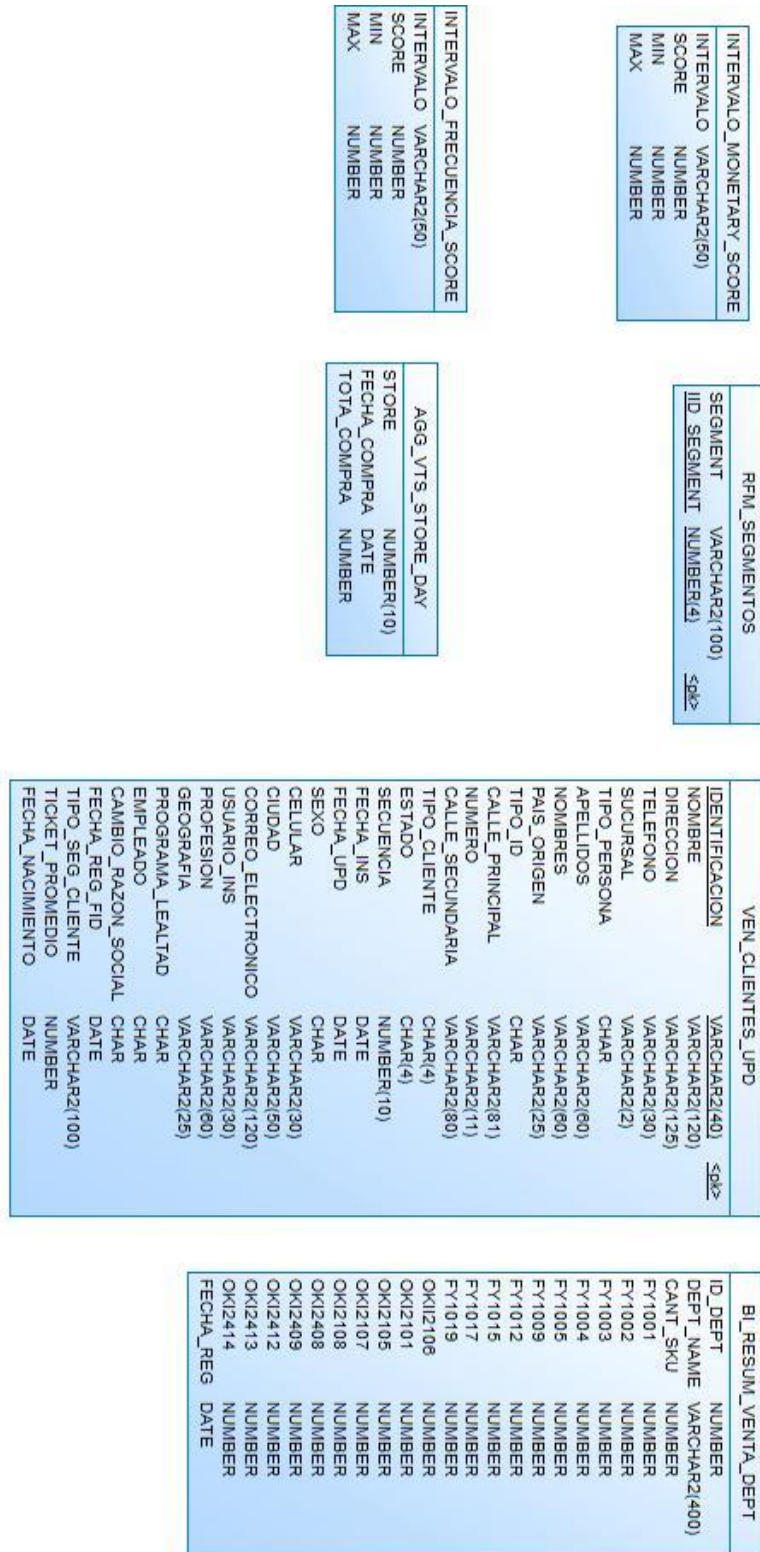 INTERVALO_MONETARY_SCORE
INTERVALO VARCHAR2(50)
SCORE NUMBER
MIN NUMBER
MAX NUMBER
RFM_SEGMENTOS
SEGMENT VARCHAR2(100)
IID_SEGMENT NUMBER(4) <pk>
VEN_CLIENTES_UPD
IDENTIFICACION VARCHAR2(40) <pk>
NOMBRE VARCHAR2(120)
DIRECCION VARCHAR2(125)
TELEFONO VARCHAR2(30)
SUCURSAL VARCHAR2(2)
TIPO_PERSONA CHAR
APELLIDOS VARCHAR2(60)
NOMBRES VARCHAR2(60)
PAIS_ORIGEN VARCHAR2(25)
TIPO_ID CHAR
CALLE_PRINCIPAL VARCHAR2(81)
NUMERO VARCHAR2(11)
CALLE_SECUNDARIA VARCHAR2(80)
TIPO_CLIENTE CHAR(4)
ESTADO CHAR(4)
SECUENCIA NUMBER(10)
FECHA_INS DATE
FECHA_UPD DATE
SEXO CHAR
CELULAR VARCHAR2(30)
CIUDAD VARCHAR2(50)
CORREO_ELECTRONICO VARCHAR2(120)
USUARIO_INS VARCHAR2(30)
PROFESION VARCHAR2(60)
GEOGRAFIA VARCHAR2(25)
PROGRAMA_LEALTAD CHAR
EMPLEADO CHAR
CAMBIO_RAZON_SOCIAL CHAR
FECHA_REG_FID DATE
TIPO_SEG_CLIENTE VARCHAR2(100)
TICKET_PROMEDIO NUMBER
FECHA_NACIMIENTO DATE
BI_RESUM_VENTA_DEPT
ID_DEPT NUMBER
DEPT_NAME VARCHAR2(400)
CANT_SKU NUMBER
FY1001 NUMBER
FY1002 NUMBER
FY1003 NUMBER
FY1004 NUMBER
FY1005 NUMBER
FY1009 NUMBER
FY1012 NUMBER
FY1015 NUMBER
FY1017 NUMBER
FY1019 NUMBER
OKII2106 NUMBER
OKI2101 NUMBER
OKI2105 NUMBER
OKI2107 NUMBER
OKI2108 NUMBER
OKI2408 NUMBER
OKI2409 NUMBER
OKI2412 NUMBER
OKI2413 NUMBER
OKI2414 NUMBER
FECHA_REG DATE
INTERVALO_FRECUENCIA_SCORE
INTERVALO VARCHAR2(50)
SCORE NUMBER
MIN NUMBER
MAX NUMBER
AGG_VTS_STORE_DAY
STORE NUMBER(10)
FECHA_COMPRA DATE
TOTA_COMPRA NUMBER